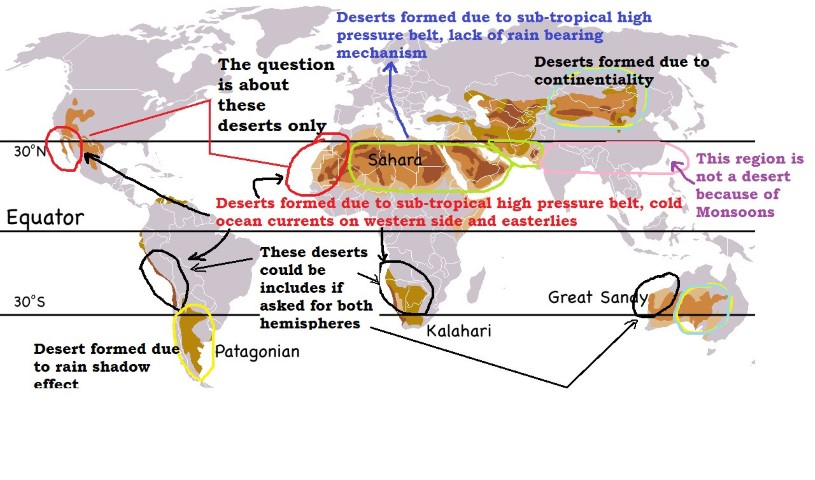 Deserts formed due to sub-tropical high
pressure belt, lack of rain bearing
mechanism
The question
is about
these
deserts only
Deserts formed due to
continentiality
30°N
Sahara
This region is
not a desert
because of
Monsoons
Deserts formed due to sub-tropical high pressure belt, cold
ocean currents on western side and easterlies
Equator
These deserts
could be
includes if
asked for both
hemispheres
30°S
Great Sandy
Kalahari
Desert formed due
to rain shadow
effect
Patagonian